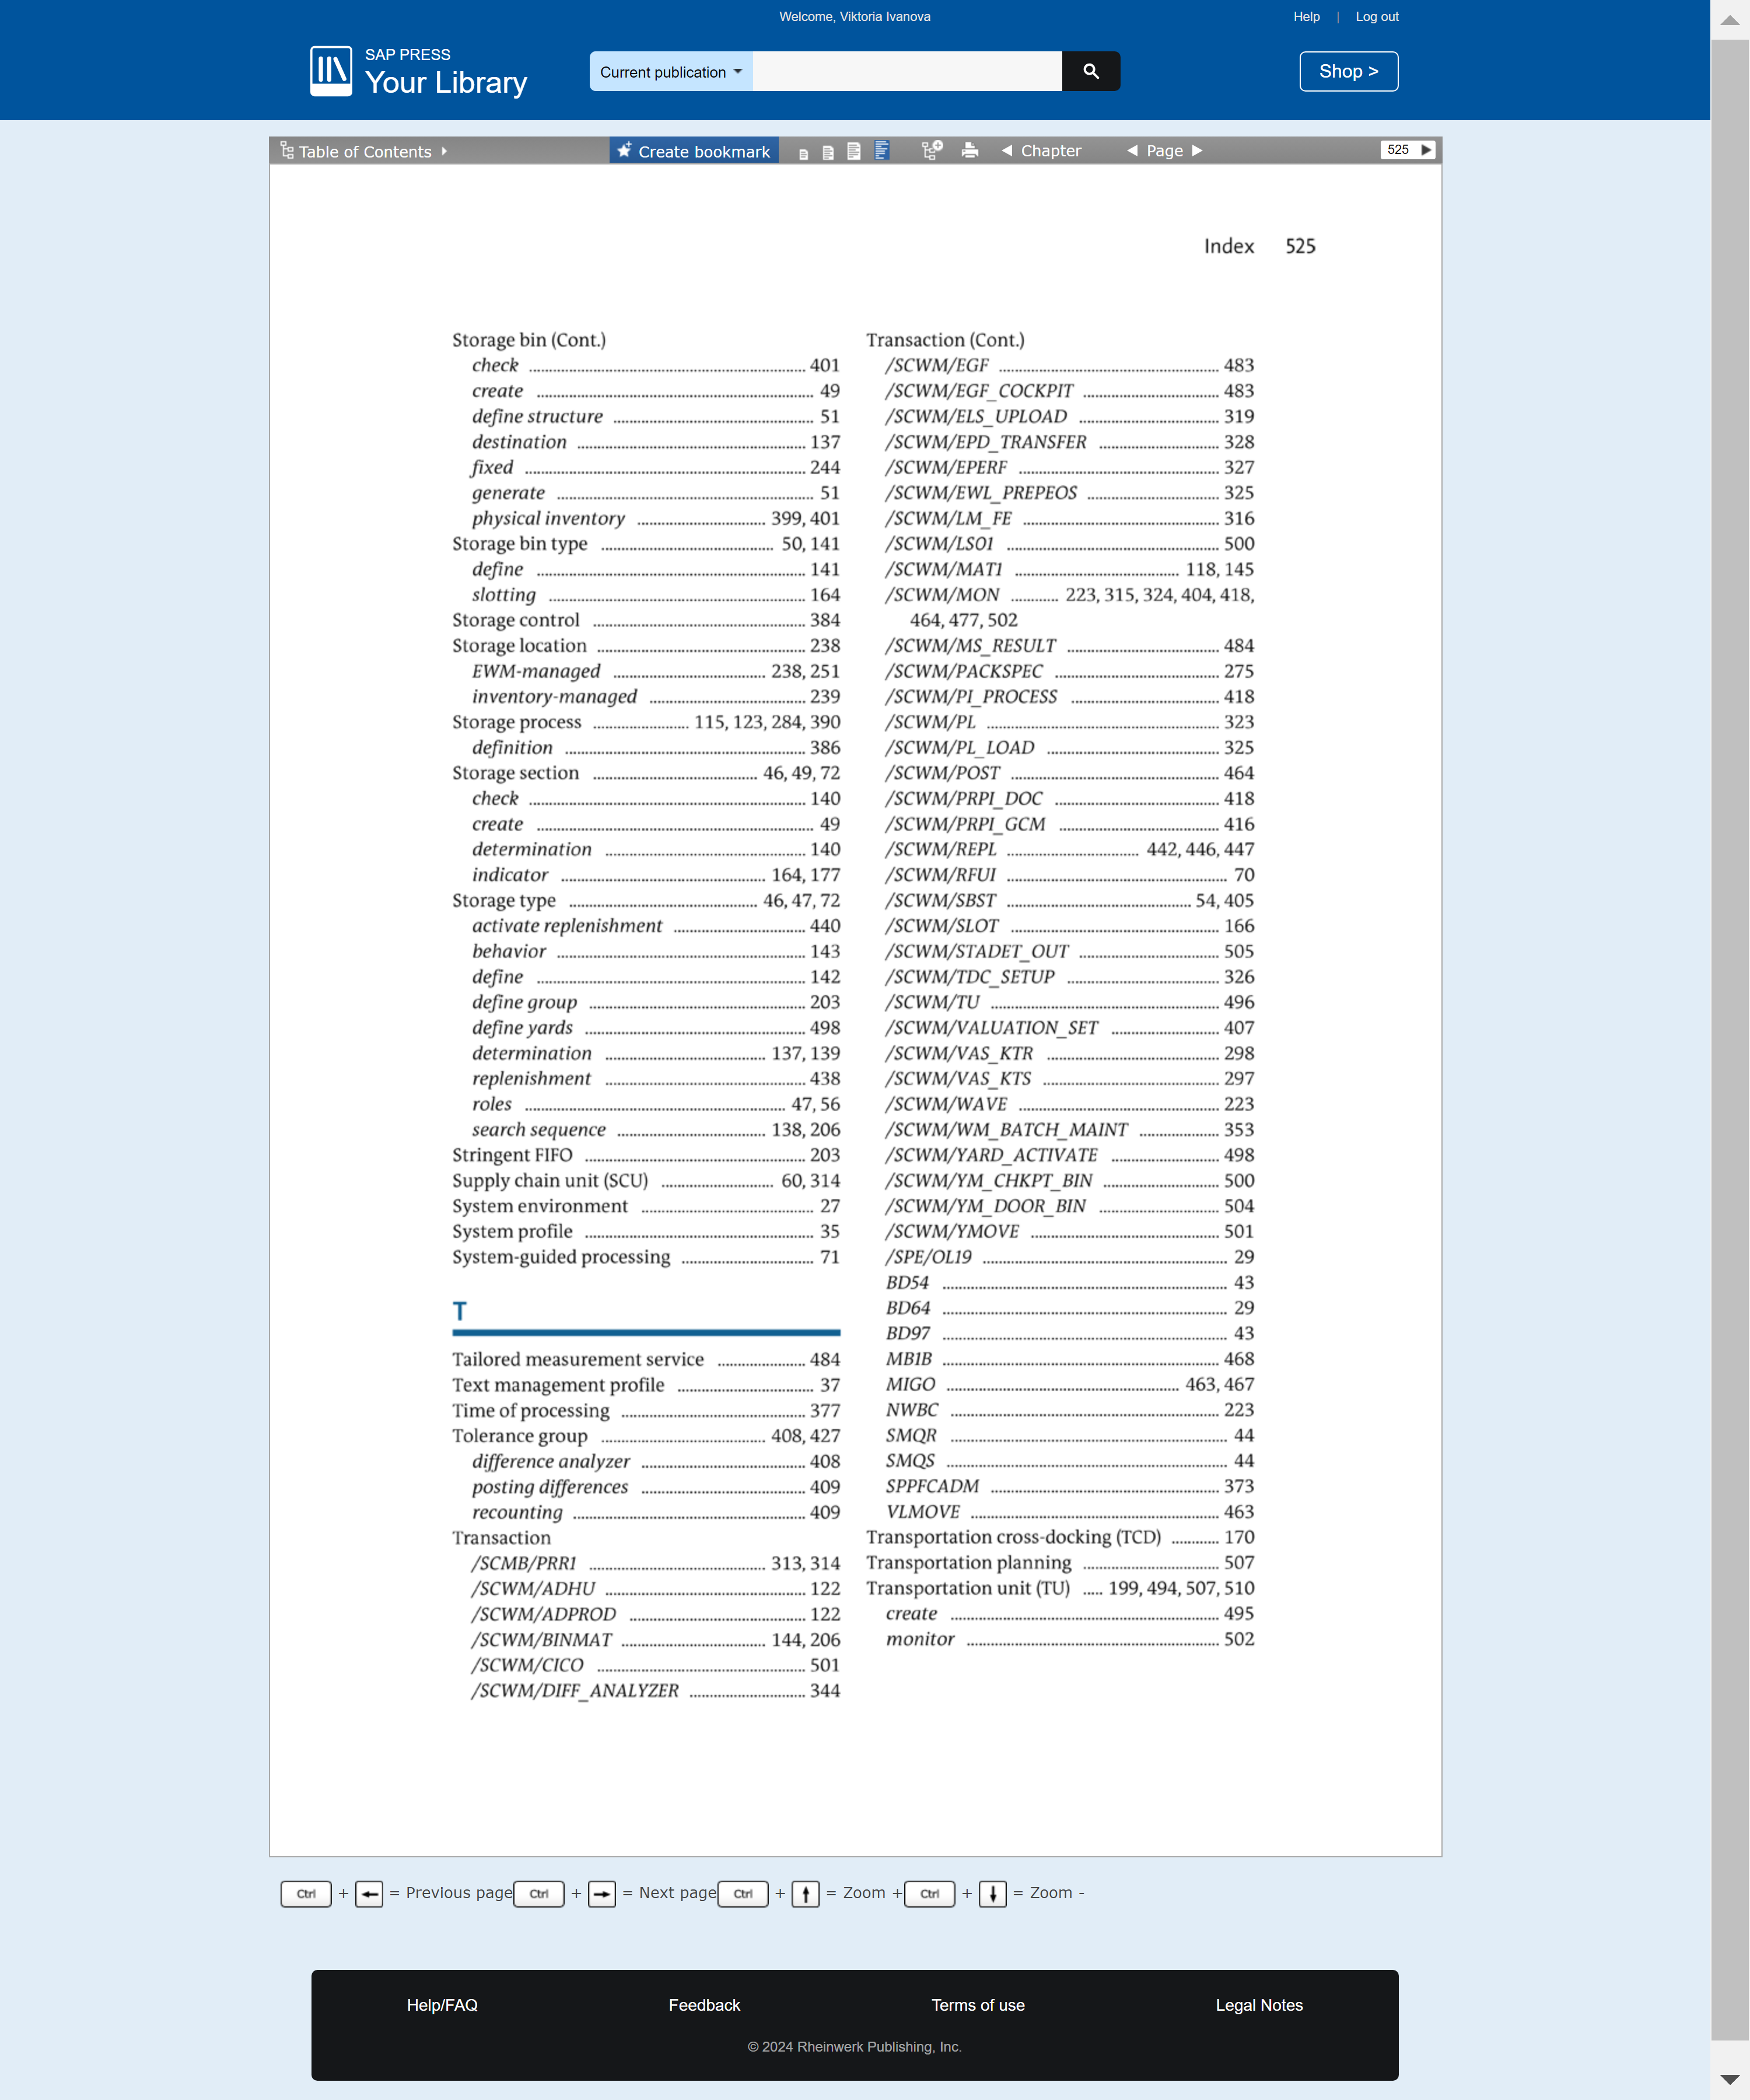 Welcome, Viktoria Ivanova
Help | Log out
SAP PRESS
Your Library
Current publication
Shop >
Table of Contents
Create bookmark
Chapter
Page
525
Index 525
Storage bin (Cont.)
check 401
create 49
define structure 51
destination 137
fixed 244
generate 51
physical inventory 399, 401
Storage bin type 50, 141
define 141
slotting 164
Storage control 384
Storage location 238
EWM-managed 238, 251
inventory-managed 239
Storage process 115, 123, 284, 390
definition 386
Storage section 46, 49, 72
check 140
create 49
determination 140
indicator 164, 177
Storage type 46, 47, 72
activate replenishment 440
behavior 143
define 142
define group 203
define yards 498
determination 137, 139
replenishment 438
roles 47, 56
search sequence 138, 206
Stringent FIFO 203
Supply chain unit (SCU) 60, 314
System environment 27
System profile 35
System-guided processing 71
T
Tailored measurement service 484
Text management profile 37
Time of processing 377
Tolerance group 408, 427
difference analyzer 408
posting differences 409
recounting 409
Transaction
/SCMB/PRR1 313, 314
/SCWM/ADHU 122
/SCWM/ADPROD 122
/SCWM/BINMAT 144, 206
/SCWM/CICO 501
/SCWM/DIFF_ANALYZER 344
Transaction (Cont.)
/SCWM/EGF 483
/SCWM/EGF_COCKPIT 483
/SCWM/ELS_UPLOAD 319
/SCWM/EPD_TRANSFER 328
/SCWM/EPERF 327
/SCWM/EWL_PREPEOS 325
/SCWM/LM_FE 316
/SCWM/LS01 500
/SCWM/MAT1 118, 145
/SCWM/MON 223, 315, 324, 404, 418,
464, 477, 502
/SCWM/MS_RESULT 484
/SCWM/PACKSPEC 275
/SCWM/PI_PROCESS 418
/SCWM/PL 323
/SCWM/PL_LOAD 325
/SCWM/POST 464
/SCWM/PRPI_DOC 418
/SCWM/PRPI_GCM 416
/SCWM/REPL 442, 446, 447
/SCWM/RFUI 70
/SCWM/SBST 54, 405
/SCWM/SLOT 166
/SCWM/STADET_OUT 505
/SCWM/TDC_SETUP 326
/SCWM/TU 496
/SCWM/VALUATION_SET 407
/SCWM/VAS_KTR 298
/SCWM/VAS_KTS 297
/SCWM/WAVE 223
/SCWM/WM_BATCH_MAINT 353
/SCWM/YARD_ACTIVATE 498
/SCWM/YM_CHKPT_BIN 500
/SCWM/YM_DOOR_BIN 504
/SCWM/YMOVE 501
/SPE/OL19 29
BD54 43
BD64 29
BD97 43
MB1B 468
MIGO 463, 467
NWBC 223
SMQR 44
SMQS 44
SPPFCADM 373
VLMOVE 463
Transportation cross-docking (TCD) 170
Transportation planning 507
Transportation unit (TU) 199, 494, 507, 510
create 495
monitor 502
Ctrl + ← = Previous page Ctrl + → = Next page Ctrl + ↑ = Zoom + Ctrl + ↓ = Zoom -
Help/FAQ Feedback Terms of use Legal Notes
© 2024 Rheinwerk Publishing, Inc.